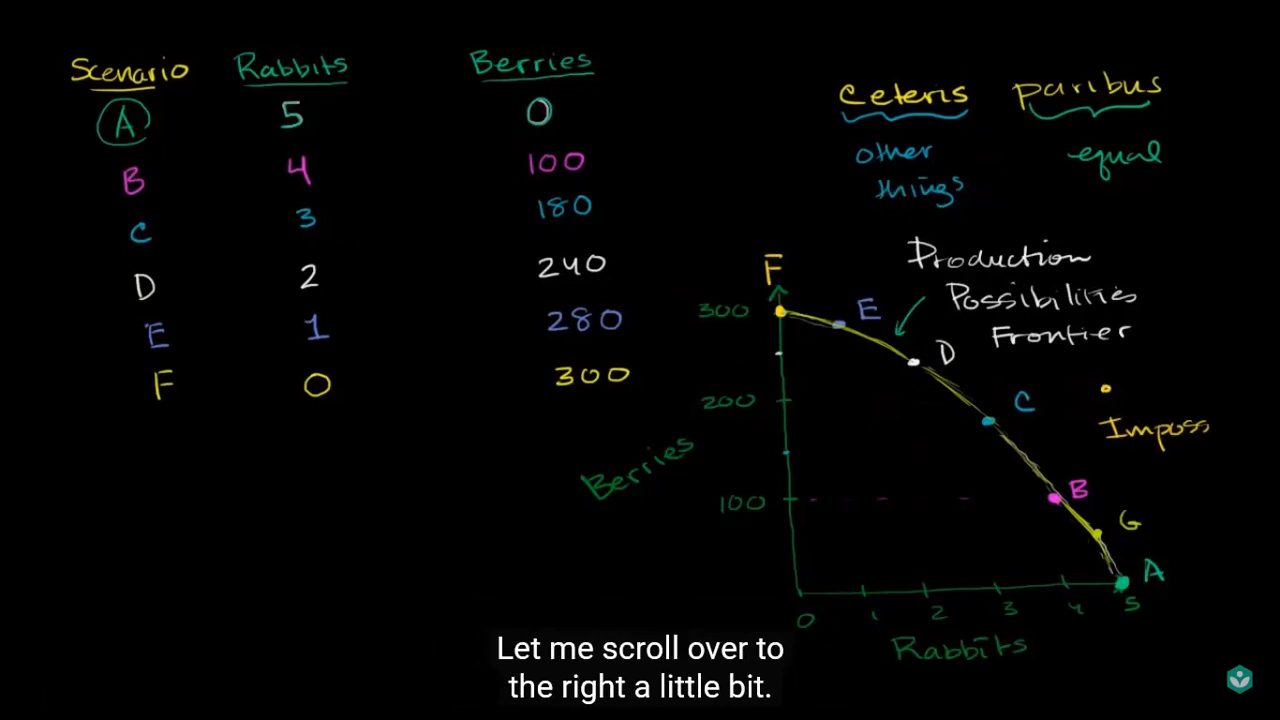 Scenario Rabbits Berries
A 5 0
B 4 100
C 3 180
D 2 240
E 1 280
F 0 300
Ceteris paribus
other equal
things
Production
Possibilities
Frontier
F
E
D
C
B
G
A
Imposs
300
200
100
Berries
0 1 2 3 4 5
Rabbits
Let me scroll over to
the right a little bit.